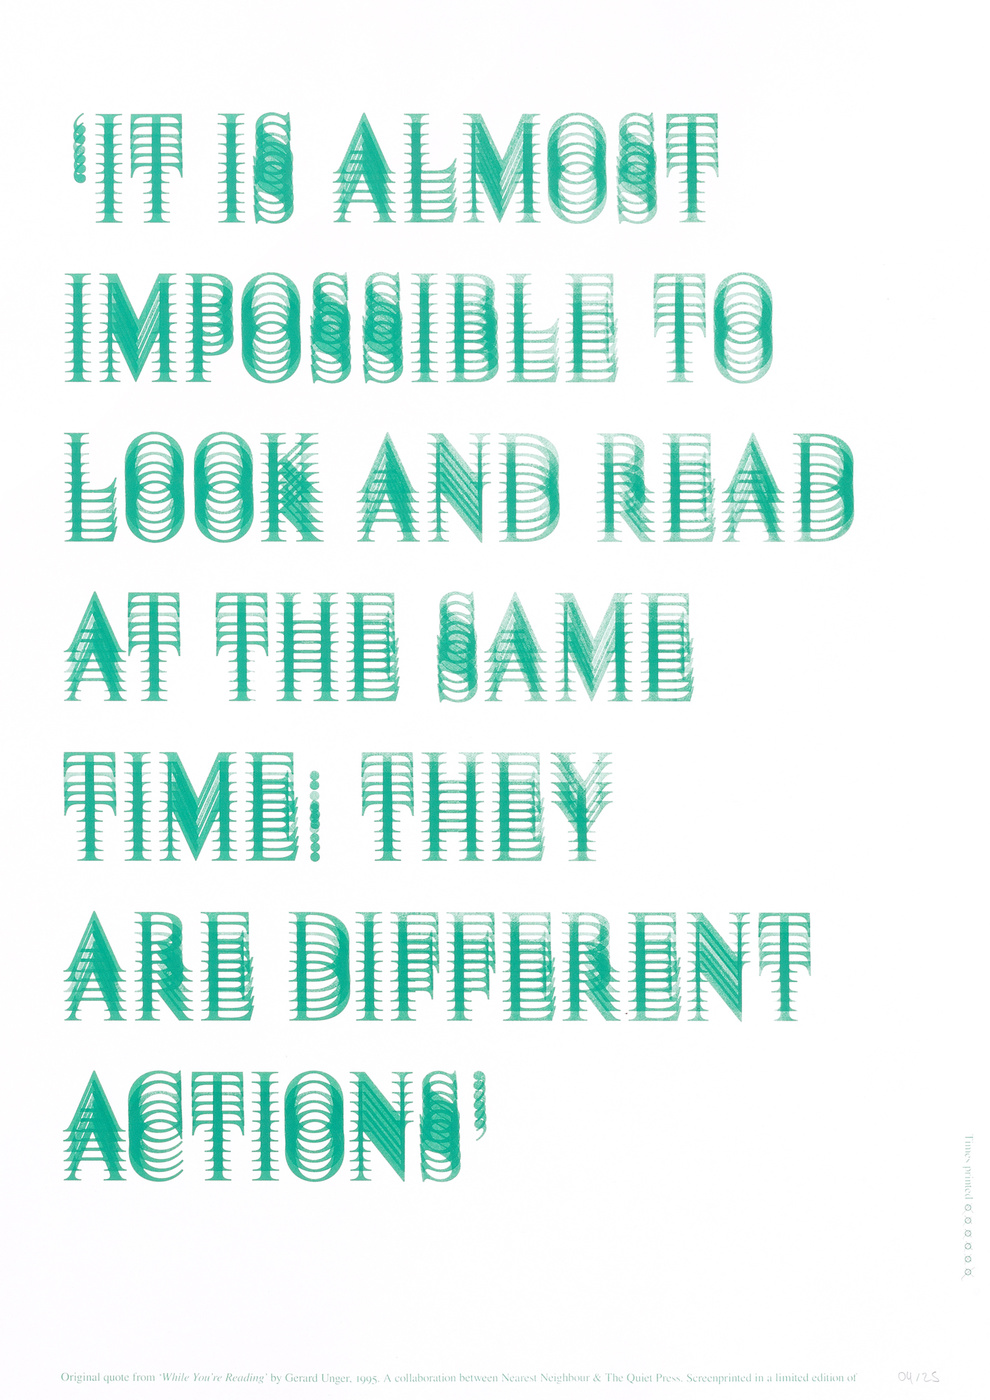 ‘IT IS ALMOST
IMPOSSIBLE TO
LOOK AND READ
AT THE SAME
TIME: THEY
ARE DIFFERENT
ACTIONS’
Times printed
Original quote from ‘While You're Reading’ by Gerard Unger, 1995. A collaboration between Nearest Neighbour & The Quiet Press. Screenprinted in a limited edition of 04/25